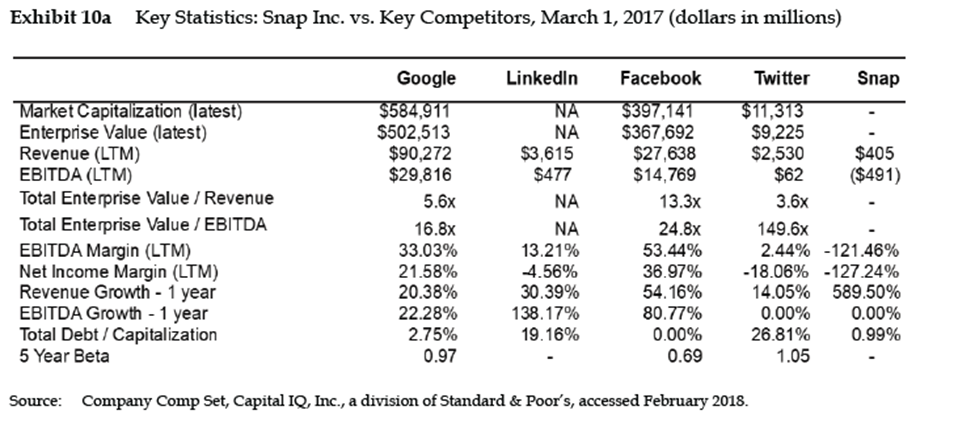 Exhibit 10a Key Statistics: Snap Inc. vs. Key Competitors, March 1, 2017 (dollars in millions)
Google LinkedIn Facebook Twitter Snap
Market Capitalization (latest) $584,911 NA $397,141 $11,313 -
Enterprise Value (latest) $502,513 NA $367,692 $9,225 -
Revenue (LTM) $90,272 $3,615 $27,638 $2,530 $405
EBITDA (LTM) $29,816 $477 $14,769 $62 ($491)
Total Enterprise Value / Revenue 5.6x NA 13.3x 3.6x -
Total Enterprise Value / EBITDA 16.8x NA 24.8x 149.6x -
EBITDA Margin (LTM) 33.03% 13.21% 53.44% 2.44% -121.46%
Net Income Margin (LTM) 21.58% -4.56% 36.97% -18.06% -127.24%
Revenue Growth - 1 year 20.38% 30.39% 54.16% 14.05% 589.50%
EBITDA Growth - 1 year 22.28% 138.17% 80.77% 0.00% 0.00%
Total Debt / Capitalization 2.75% 19.16% 0.00% 26.81% 0.99%
5 Year Beta 0.97 - 0.69 1.05 -
Source: Company Comp Set, Capital IQ, Inc., a division of Standard & Poor's, accessed February 2018.